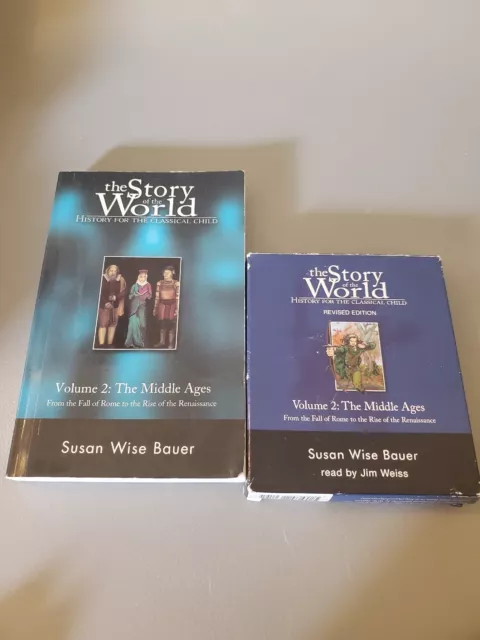 the Story
of the
World
HISTORY FOR THE CLASSICAL CHILD
Volume 2: The Middle Ages
From the Fall of Rome to the Rise of the Renaissance
Susan Wise Bauer
the Story
of the
World
HISTORY FOR THE CLASSICAL CHILD
REVISED EDITION
Volume 2: The Middle Ages
From the Fall of Rome to the Rise of the Renaissance
Susan Wise Bauer
read by Jim Weiss